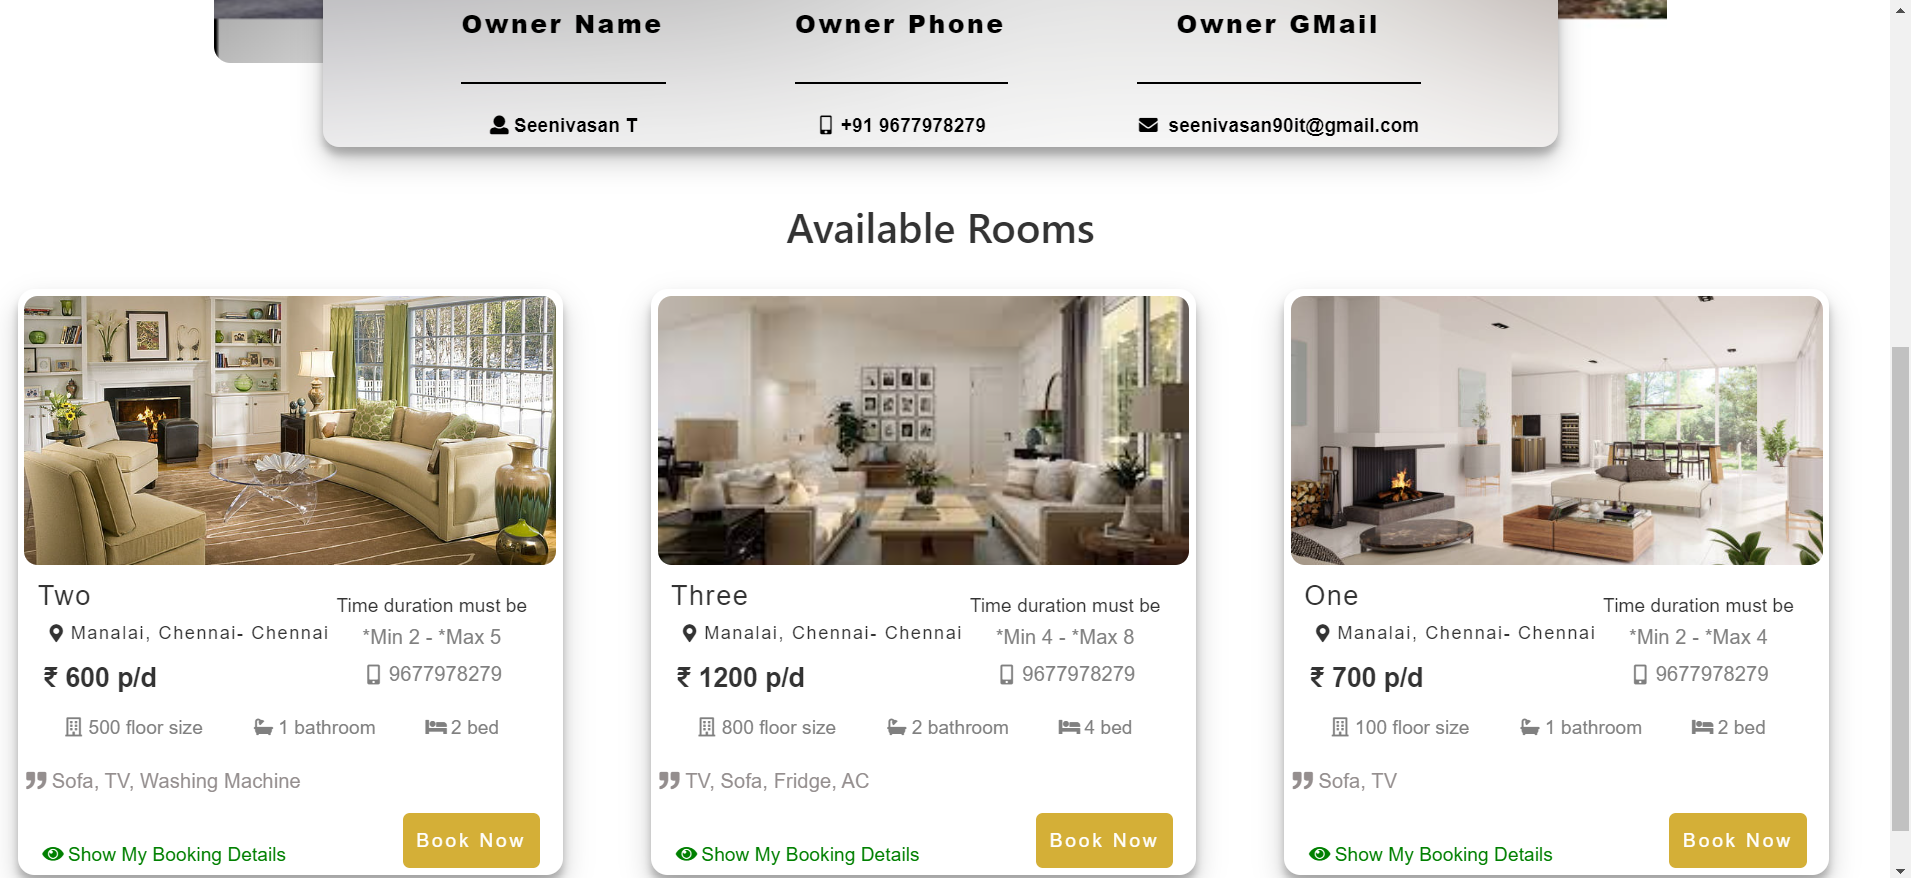 Owner Name
Owner Phone
Owner GMail
Seenivasan T
+91 9677978279
seenivasan90it@gmail.com
Available Rooms
Two
Time duration must be
Manalai, Chennai- Chennai
*Min 2 - *Max 5
₹ 600 p/d
9677978279
500 floor size
1 bathroom
2 bed
Sofa, TV, Washing Machine
Show My Booking Details
Book Now
Three
Time duration must be
Manalai, Chennai- Chennai
*Min 4 - *Max 8
₹ 1200 p/d
9677978279
800 floor size
2 bathroom
4 bed
TV, Sofa, Fridge, AC
Show My Booking Details
Book Now
One
Time duration must be
Manalai, Chennai- Chennai
*Min 2 - *Max 4
₹ 700 p/d
9677978279
100 floor size
1 bathroom
2 bed
Sofa, TV
Show My Booking Details
Book Now